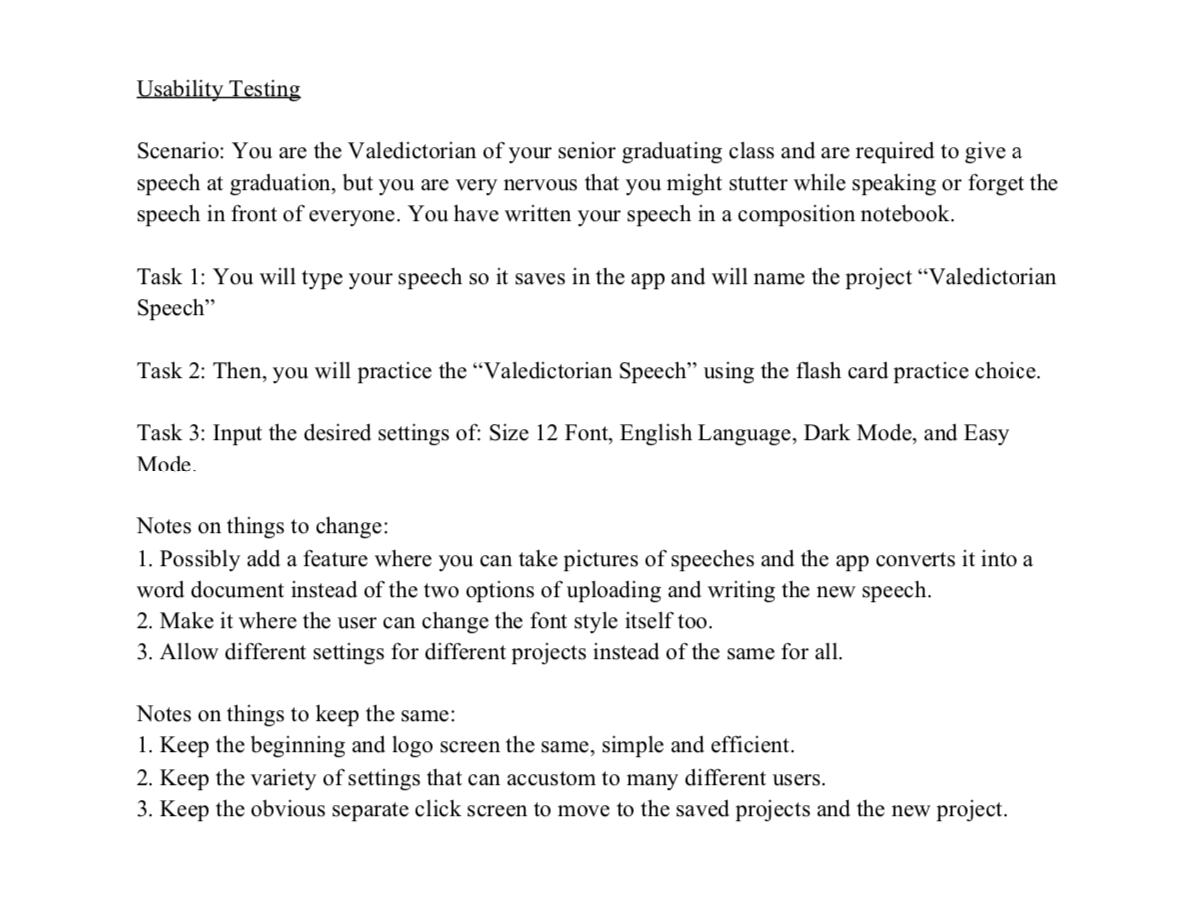 Usability Testing
Scenario: You are the Valedictorian of your senior graduating class and are required to give a
speech at graduation, but you are very nervous that you might stutter while speaking or forget the
speech in front of everyone. You have written your speech in a composition notebook.
Task 1: You will type your speech so it saves in the app and will name the project “Valedictorian
Speech”
Task 2: Then, you will practice the “Valedictorian Speech” using the flash card practice choice.
Task 3: Input the desired settings of: Size 12 Font, English Language, Dark Mode, and Easy
Mode.
Notes on things to change:
1. Possibly add a feature where you can take pictures of speeches and the app converts it into a
word document instead of the two options of uploading and writing the new speech.
2. Make it where the user can change the font style itself too.
3. Allow different settings for different projects instead of the same for all.
Notes on things to keep the same:
1. Keep the beginning and logo screen the same, simple and efficient.
2. Keep the variety of settings that can accustom to many different users.
3. Keep the obvious separate click screen to move to the saved projects and the new project.